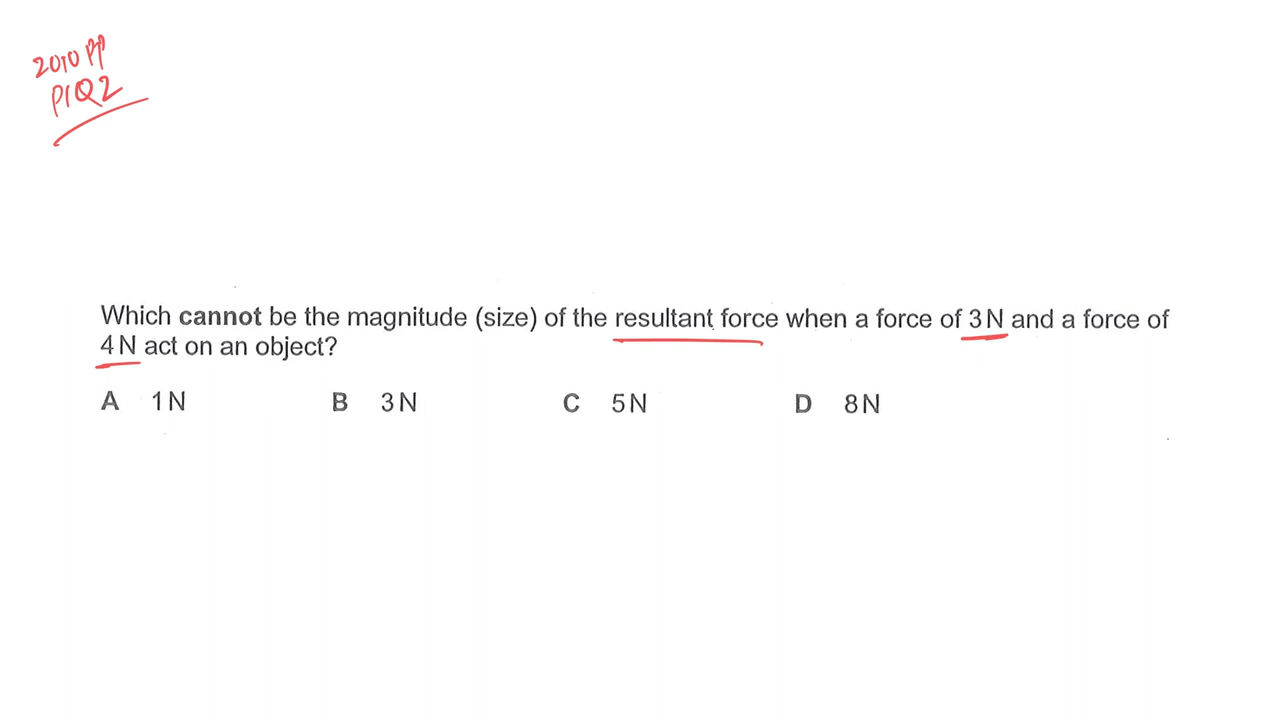 2010 PP
P1Q2
Which cannot be the magnitude (size) of the resultant force when a force of 3 N and a force of
4 N act on an object?
A 1 N B 3 N C 5 N D 8 N